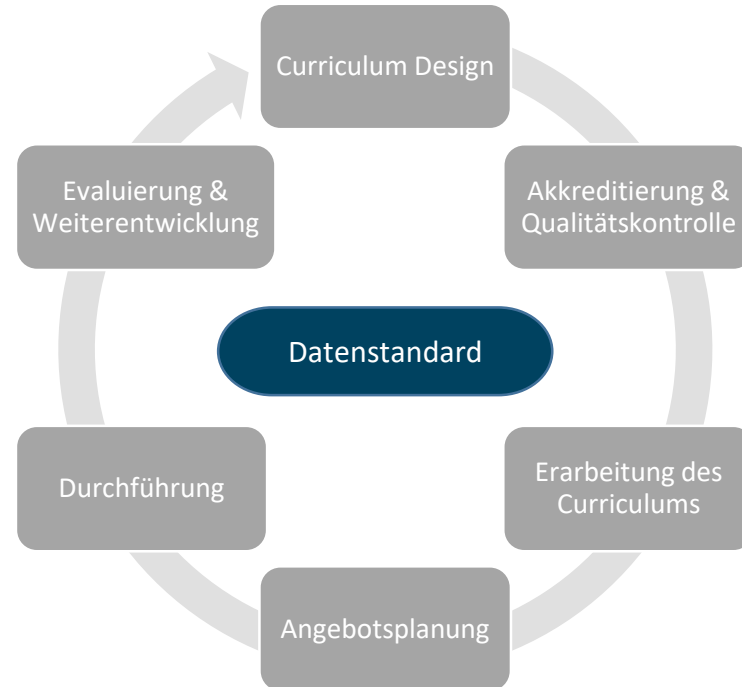 Curriculum Design
Akkreditierung &
Qualitätskontrolle
Erarbeitung des
Curriculums
Angebotsplanung
Durchführung
Evaluierung &
Weiterentwicklung
Datenstandard